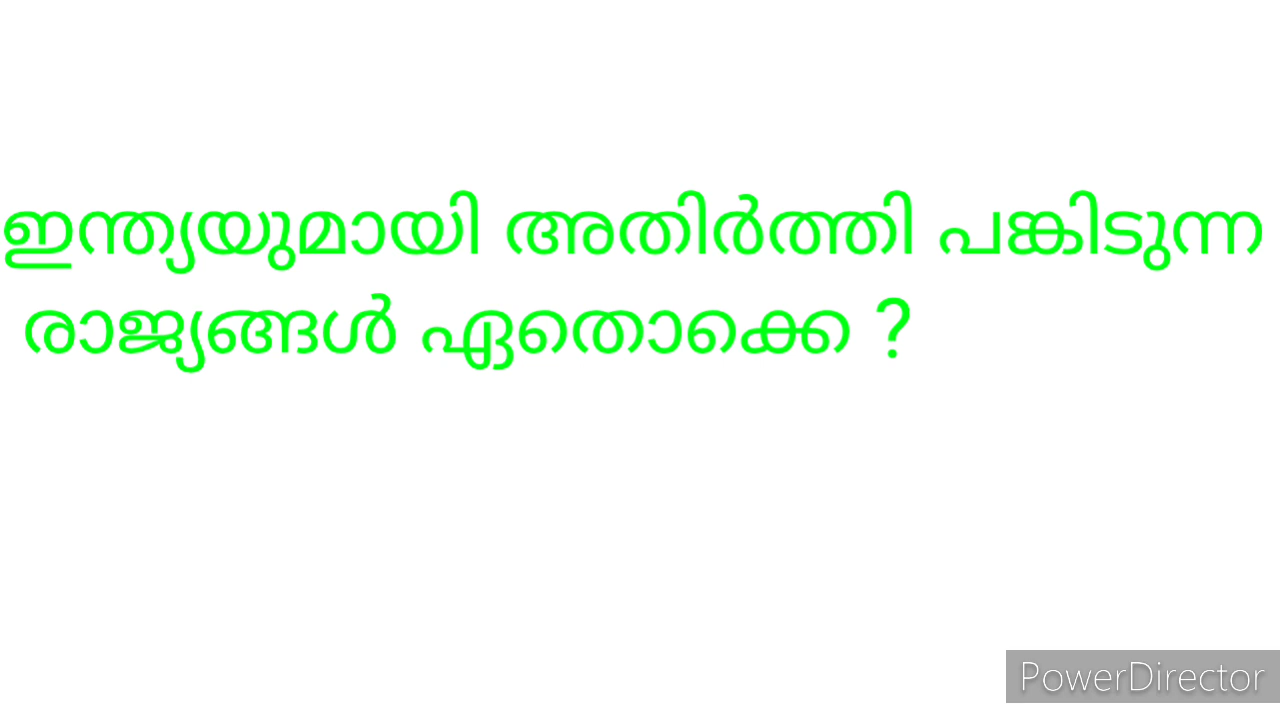 ഇന്ത്യയുമായി അതിർത്തി പങ്കിടുന്ന
രാജ്യങ്ങൾ ഏതൊക്കെ ?
PowerDirector